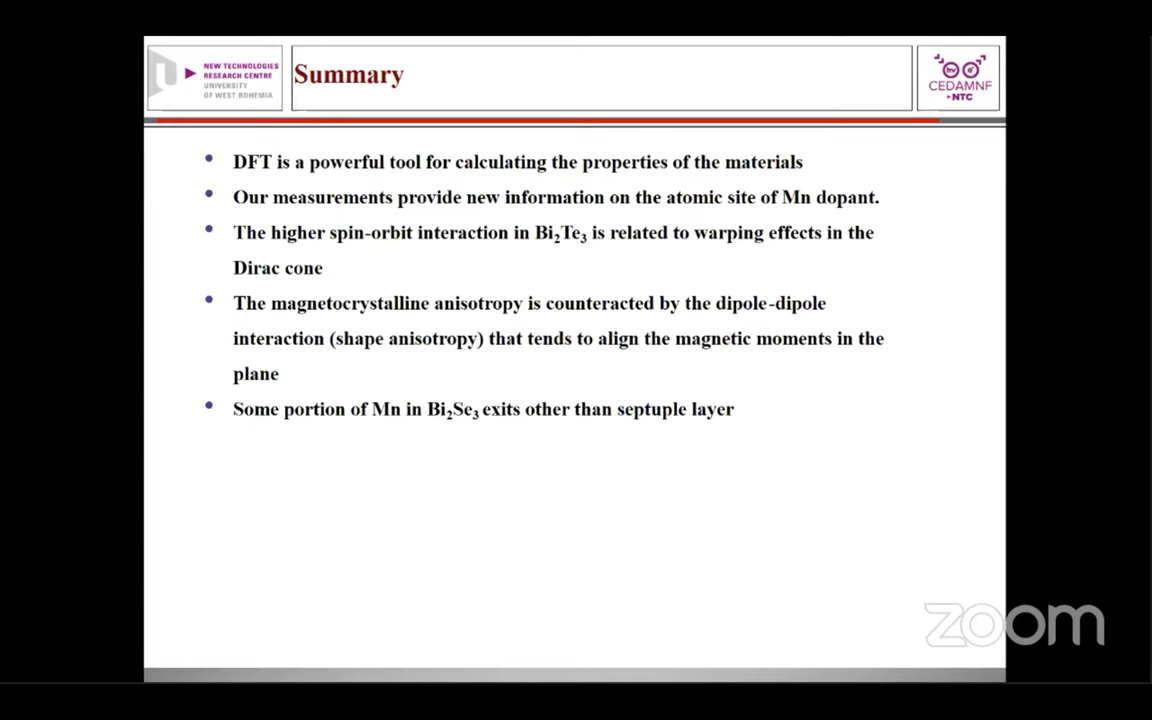 NEW TECHNOLOGIES
RESEARCH CENTRE
UNIVERSITY
OF WEST BOHEMIA
Summary
CEDAMNF
• NTC
• DFT is a powerful tool for calculating the properties of the materials
• Our measurements provide new information on the atomic site of Mn dopant.
• The higher spin-orbit interaction in Bi₂Te₃ is related to warping effects in the
Dirac cone
• The magnetocrystalline anisotropy is counteracted by the dipole-dipole
interaction (shape anisotropy) that tends to align the magnetic moments in the
plane
• Some portion of Mn in Bi₂Se₃ exits other than septuple layer
zoom